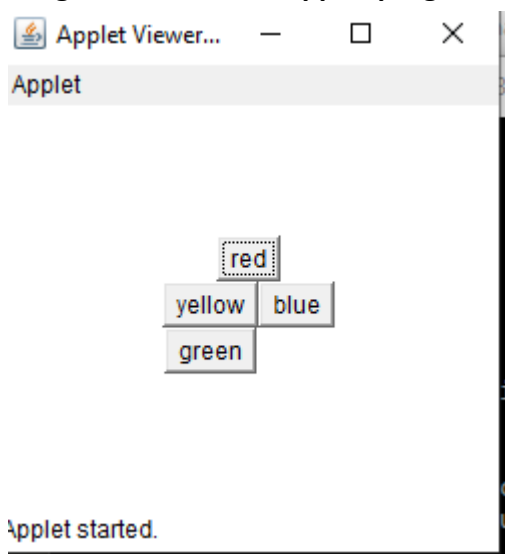 Applet Viewer...
Applet
red
yellow blue
green
Applet started.